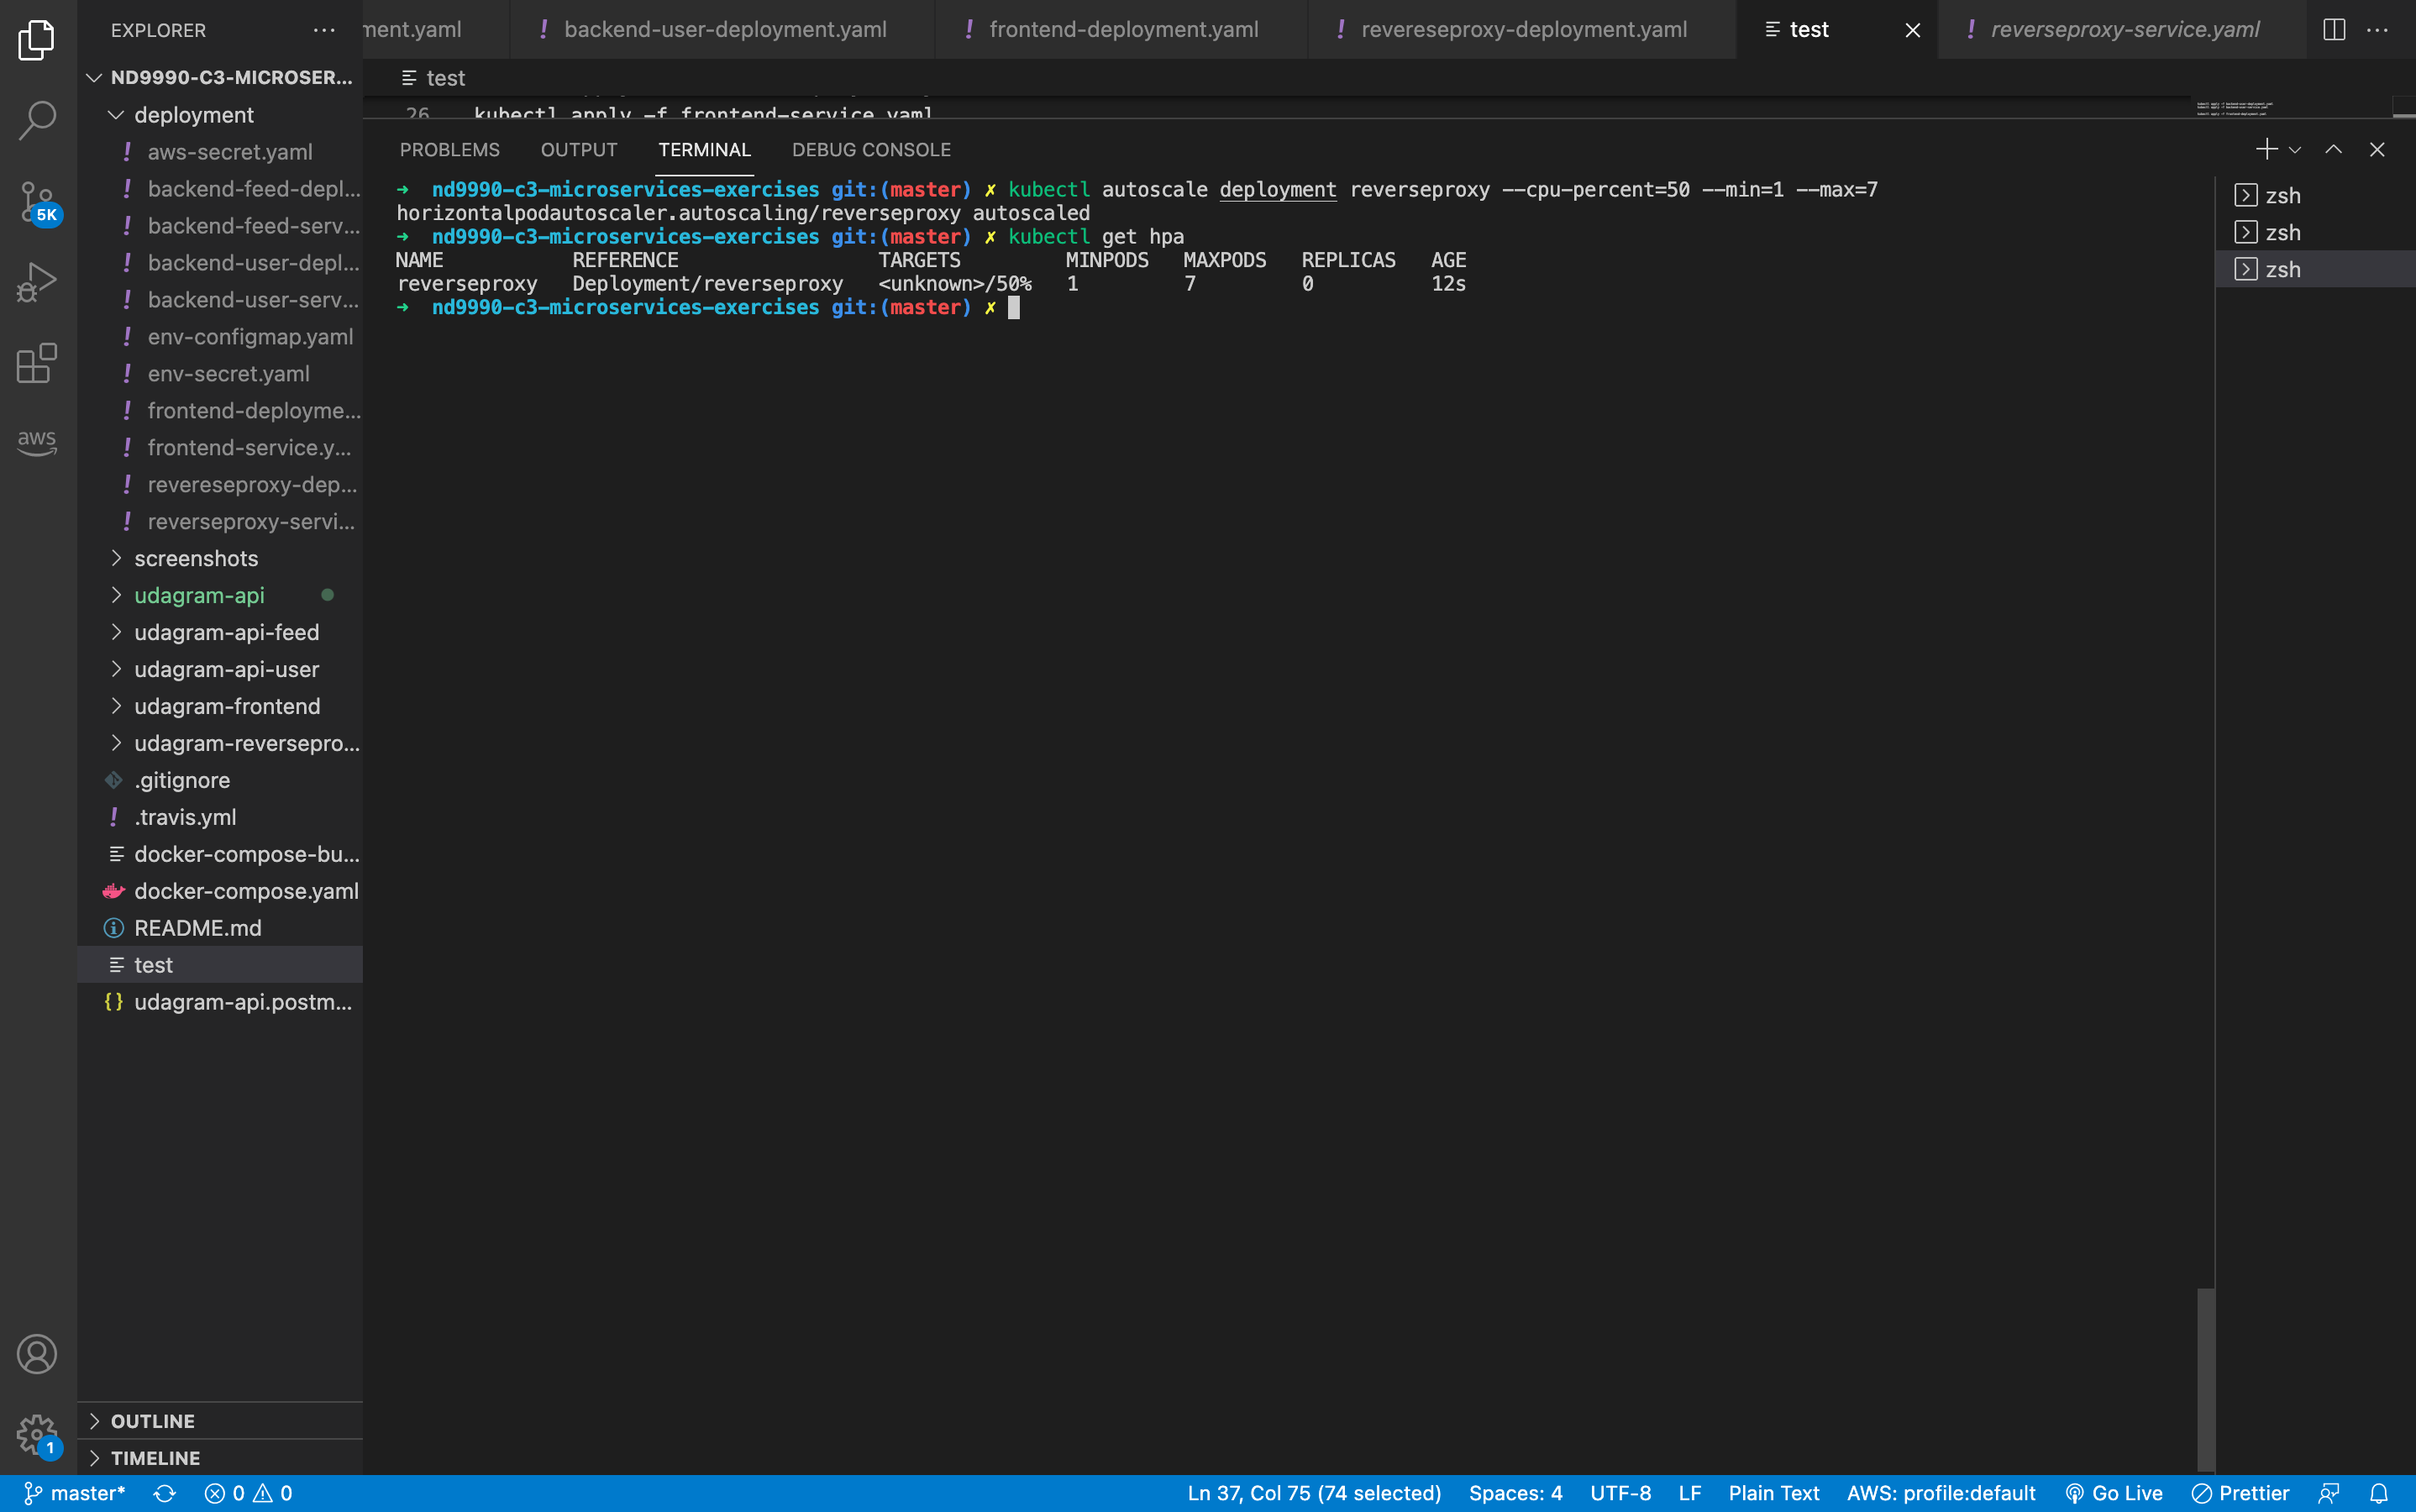 EXPLORER
ND9990-C3-MICROSER...
deployment
aws-secret.yaml
backend-feed-depl...
backend-feed-serv...
backend-user-depl...
backend-user-serv...
env-configmap.yaml
env-secret.yaml
frontend-deployme...
frontend-service.y...
revereseproxy-dep...
reverseproxy-servi...
screenshots
udagram-api
udagram-api-feed
udagram-api-user
udagram-frontend
udagram-reversepro...
.gitignore
.travis.yml
docker-compose-bu...
docker-compose.yaml
README.md
test
udagram-api.postm...
OUTLINE
TIMELINE
5K
aws
1
ment.yaml
backend-user-deployment.yaml
frontend-deployment.yaml
revereseproxy-deployment.yaml
test
reverseproxy-service.yaml
test
26 kubectl apply -f frontend-service.yaml
PROBLEMS OUTPUT TERMINAL DEBUG CONSOLE
➜ nd9990-c3-microservices-exercises git:(master) ✗ kubectl autoscale deployment reverseproxy --cpu-percent=50 --min=1 --max=7
horizontalpodautoscaler.autoscaling/reverseproxy autoscaled
➜ nd9990-c3-microservices-exercises git:(master) ✗ kubectl get hpa
NAME REFERENCE TARGETS MINPODS MAXPODS REPLICAS AGE
reverseproxy Deployment/reverseproxy <unknown>/50% 1 7 0 12s
➜ nd9990-c3-microservices-exercises git:(master) ✗
zsh
zsh
zsh
master* 0 0 Ln 37, Col 75 (74 selected) Spaces: 4 UTF-8 LF Plain Text AWS: profile:default Go Live Prettier